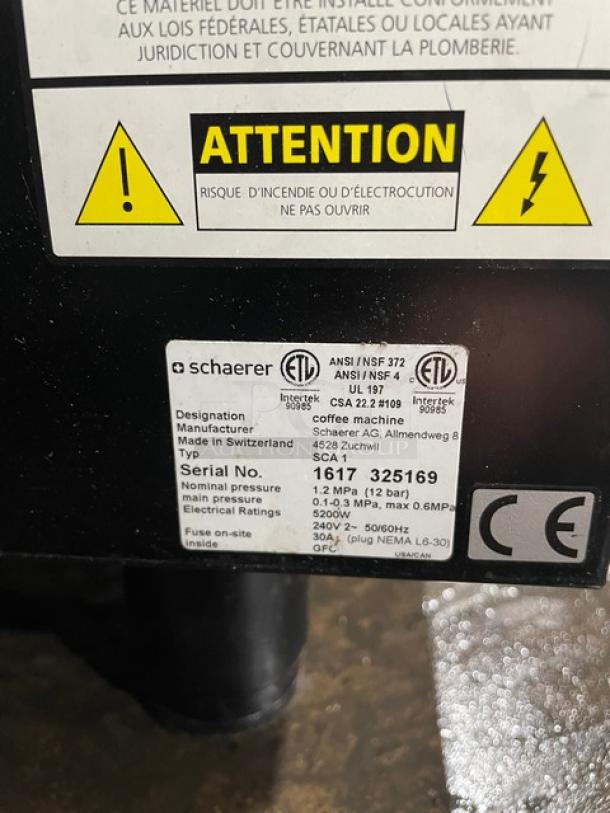 CE MATÉRIEL DOIT ÊTRE INSTALLÉ CONFORMÉMENT
AUX LOIS FÉDÉRALES, ÉTATALES OU LOCALES AYANT
JURIDICTION ET COUVERNANT LA PLOMBERIE.
ATTENTION
RISQUE D'INCENDIE OU D'ÉLECTROCUTION
NE PAS OUVRIR
schaerer
ETL
Intertek
90985
ANSI / NSF 372
ANSI / NSF 4
UL 197
CSA 22.2 #109
C ETL US
Intertek
90985
Designation coffee machine
Manufacturer Schaerer AG, Allmendweg 8
Made in Switzerland 4528 Zuchwil
Typ SCA 1
Serial No. 1617 325169
Nominal pressure 1.2 MPa (12 bar)
main pressure 0.1-0.3 MPa, max 0.6MPa
Electrical Ratings 5200W
240V 2~ 50/60Hz
Fuse on-site 30A (plug NEMA L6-30)
inside GFC
USA/CAN
CE